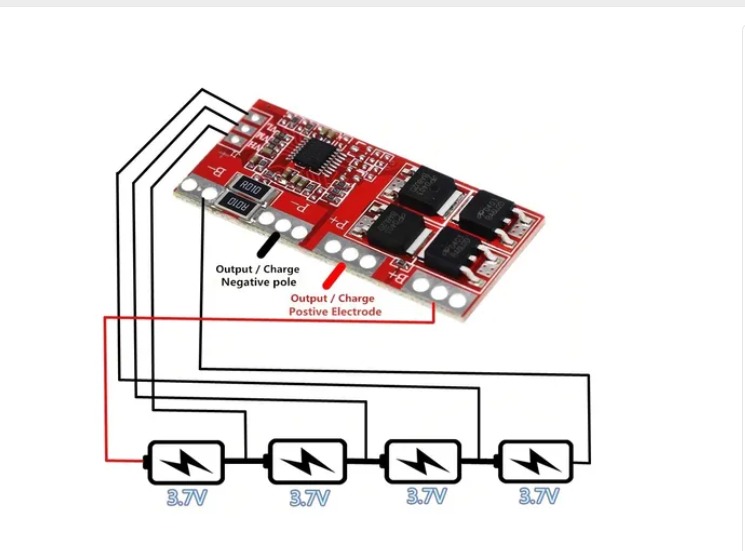 B-
R010
R010
P-
P+
B+
Output / Charge
Negative pole
Output / Charge
Postive Electrode
3.7V
3.7V
3.7V
3.7V